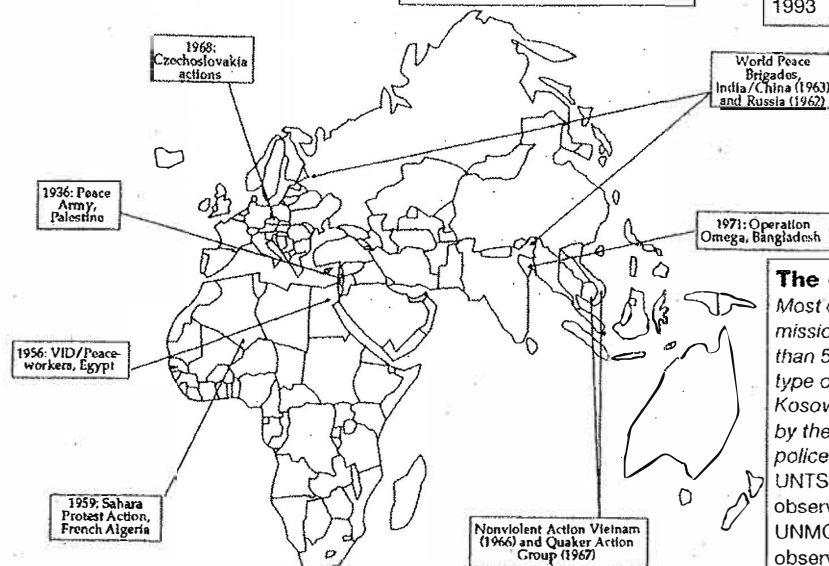 1993
1968:
Czechoslovakia
actions
World Peace
Brigades,
India/China (1963)
and Russia (1962)
1936: Peace
Army,
Palestine
1971: Operation
Omega, Bangladesh
1956: VID/Peace-
workers, Egypt
1959: Sahara
Protest Action,
French Algeria
Nonviolent Action Vietnam
(1966) and Quaker Action
Group (1967)
The
Most
missio
than 5
type o
Kosov
by the
police
UNTS
observ
UNMO
observ